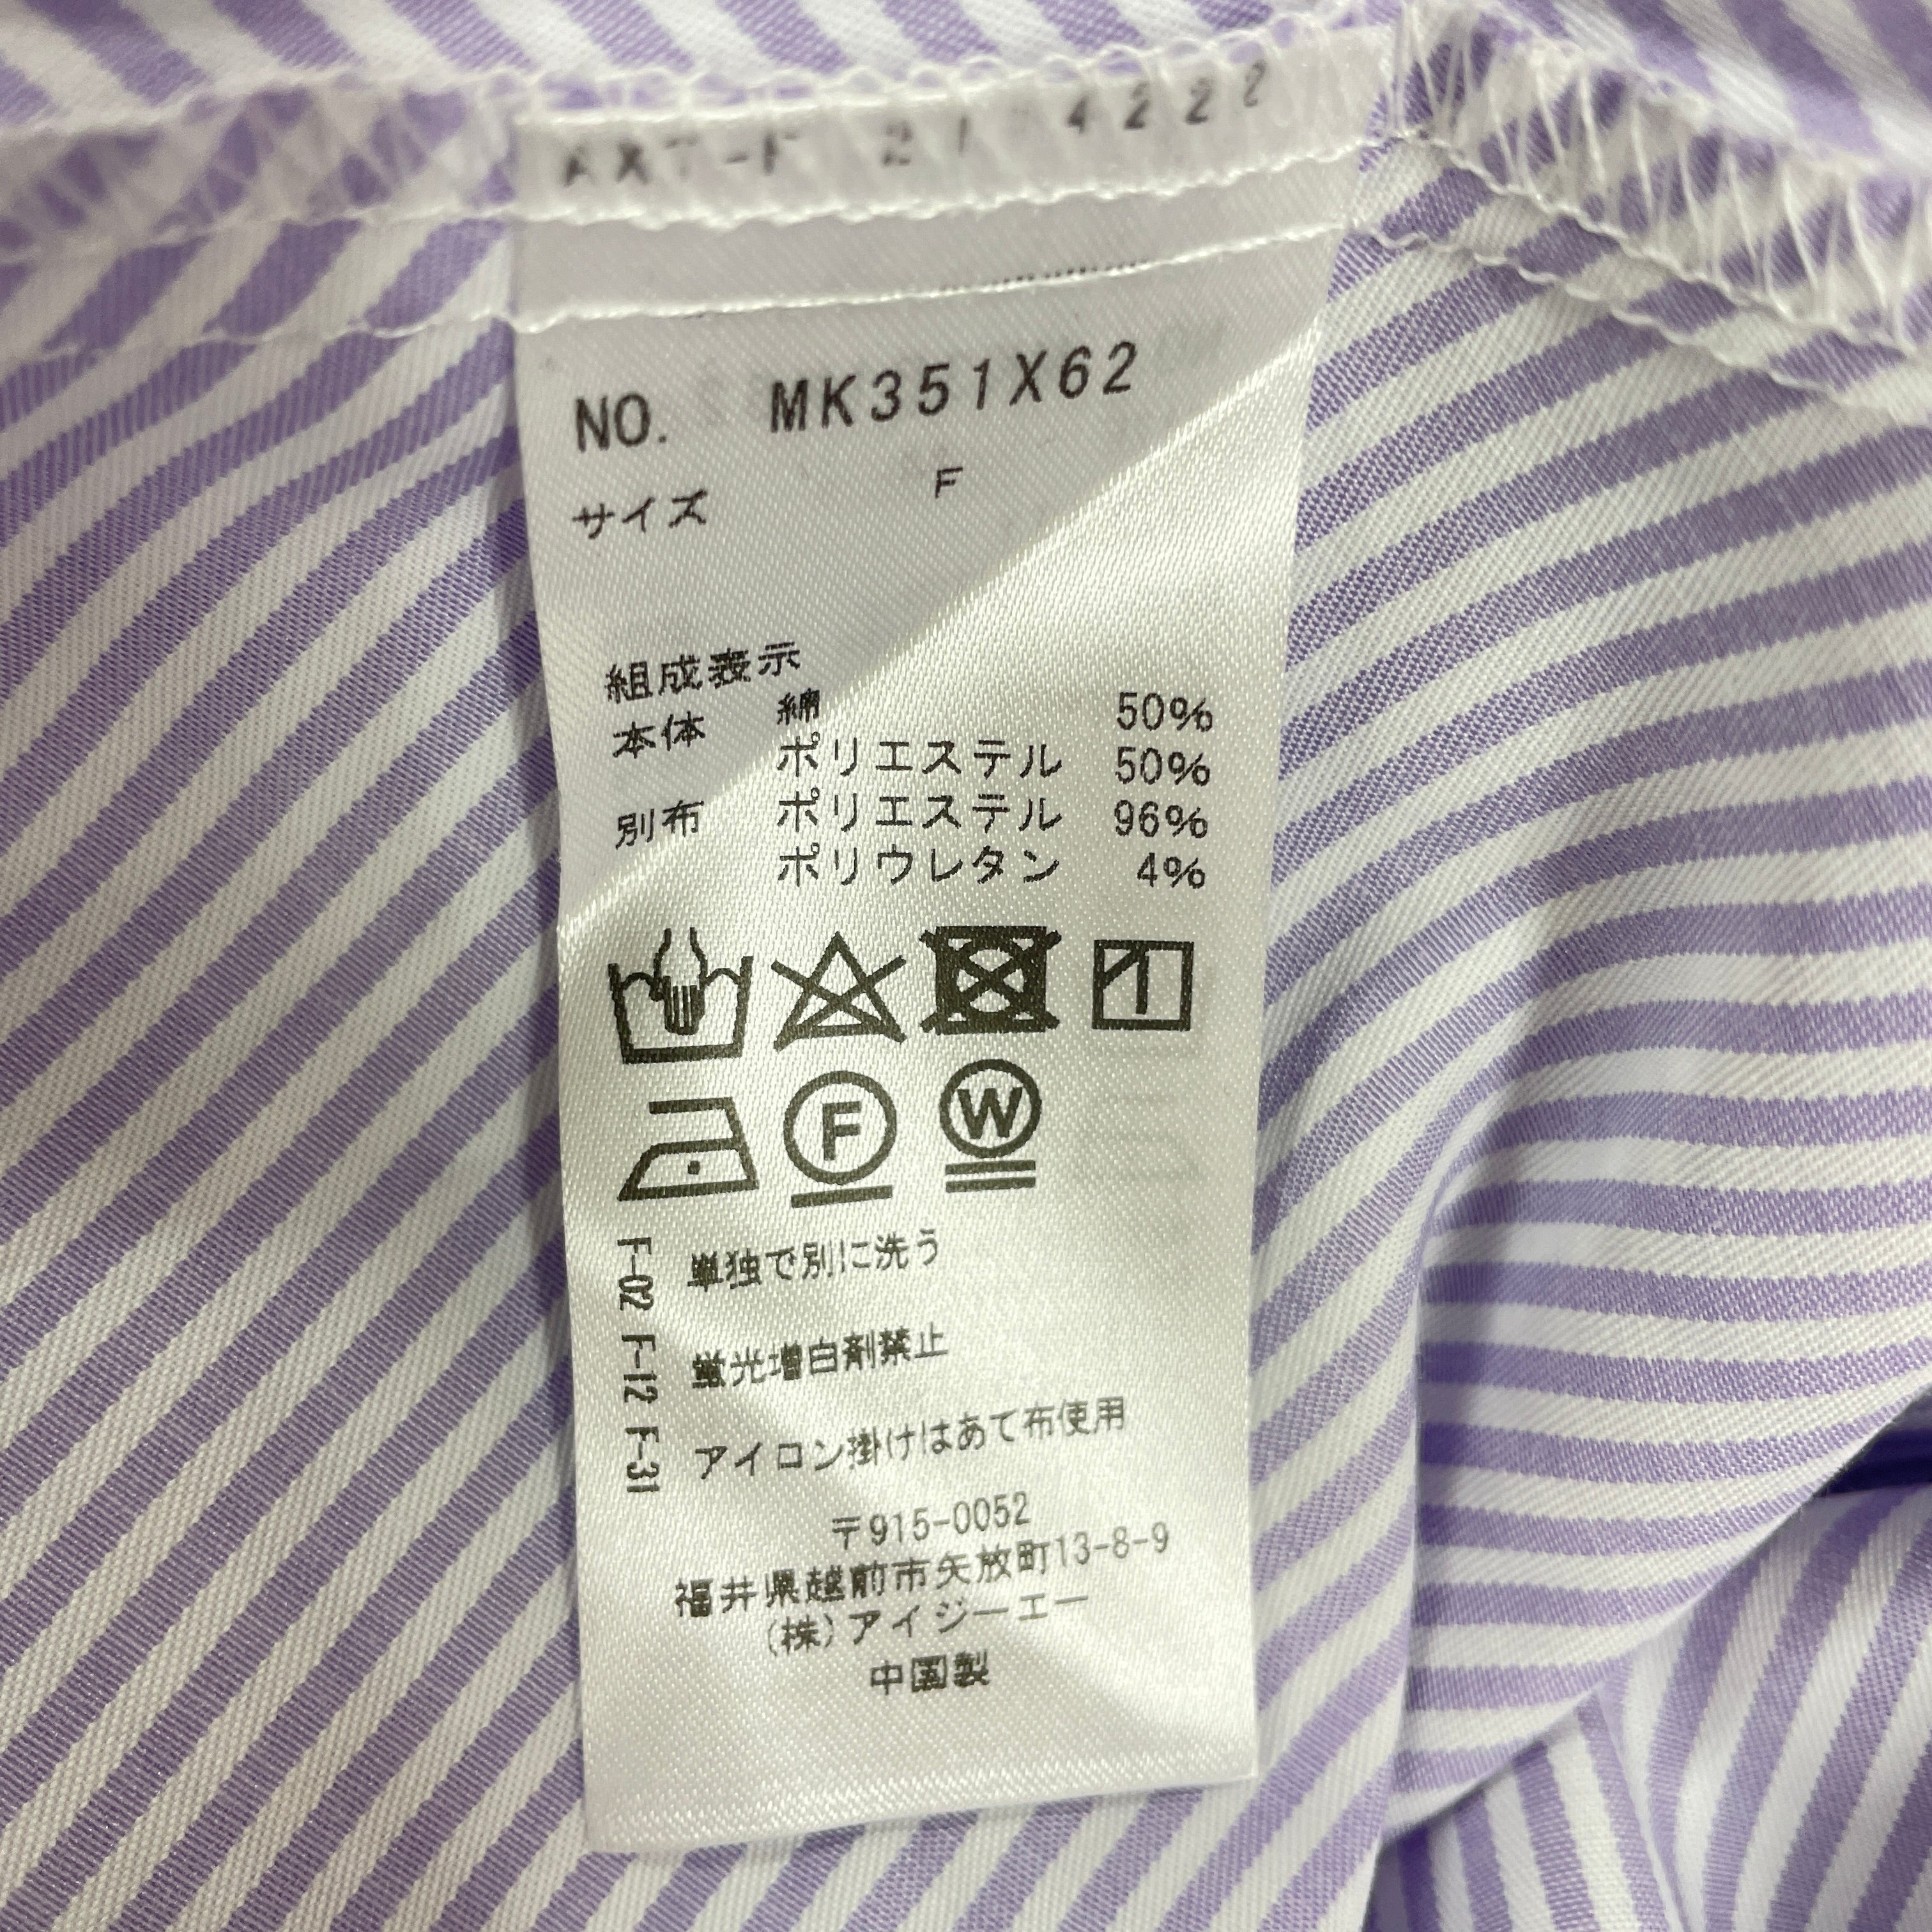 4222
NO. MK351X62
サイズ F
組成表示
本体 綿 50%
ポリエステル 50%
別布 ポリエステル 96%
ポリウレタン 4%
F W
F-02 単独で別に洗う
F-12 蛍光増白剤禁止
F-31 アイロン掛けはあて布使用
〒915-0052
福井県越前市矢放町13-8-9
(株)アイジーエー
中国製